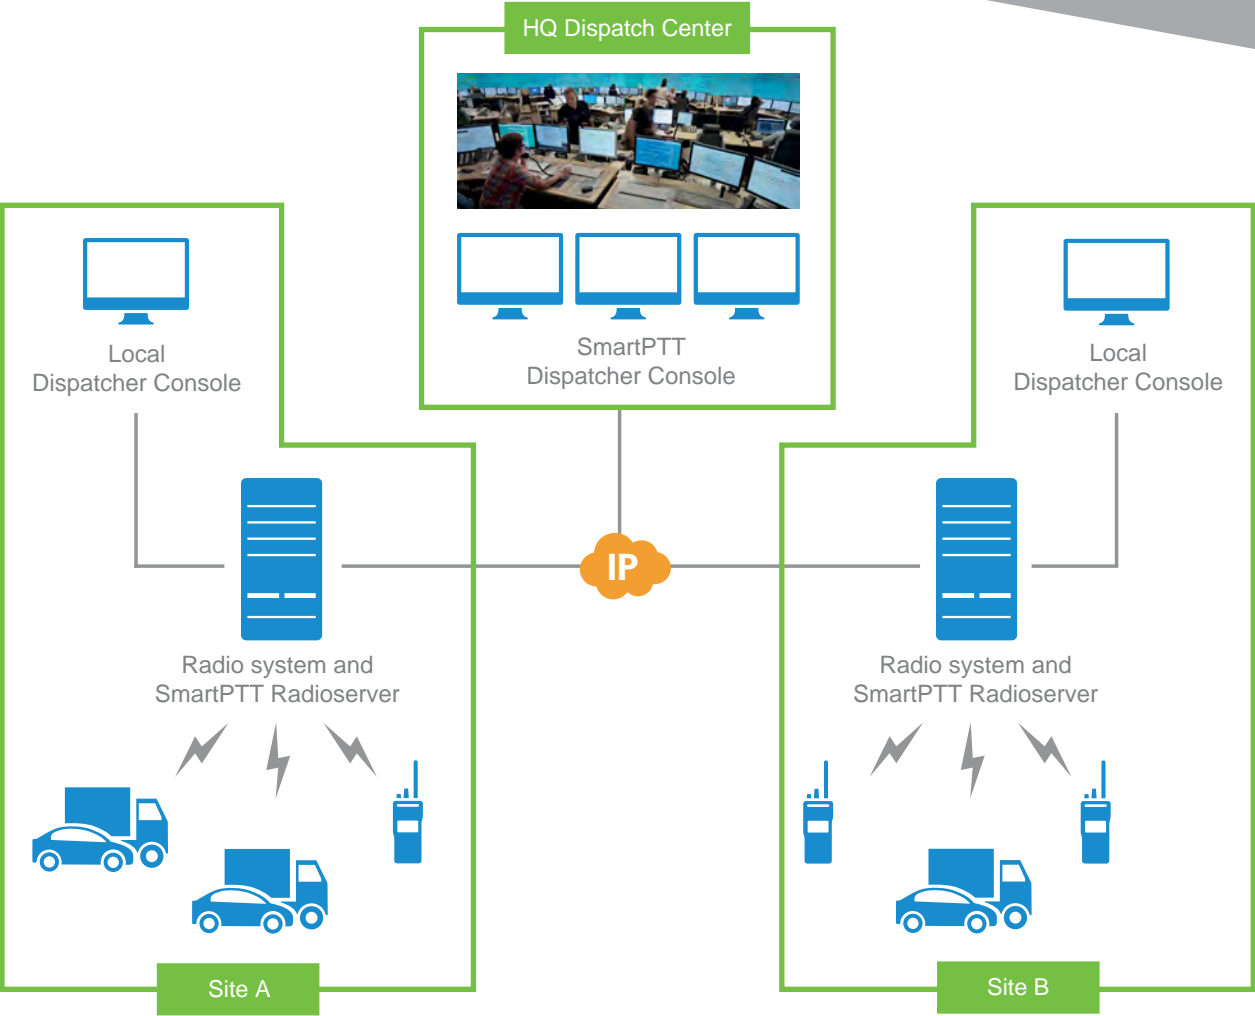 HQ Dispatch Center
SmartPTT
Dispatcher Console
Local
Dispatcher Console
Local
Dispatcher Console
IP
Radio system and
SmartPTT Radioserver
Radio system and
SmartPTT Radioserver
Site A
Site B